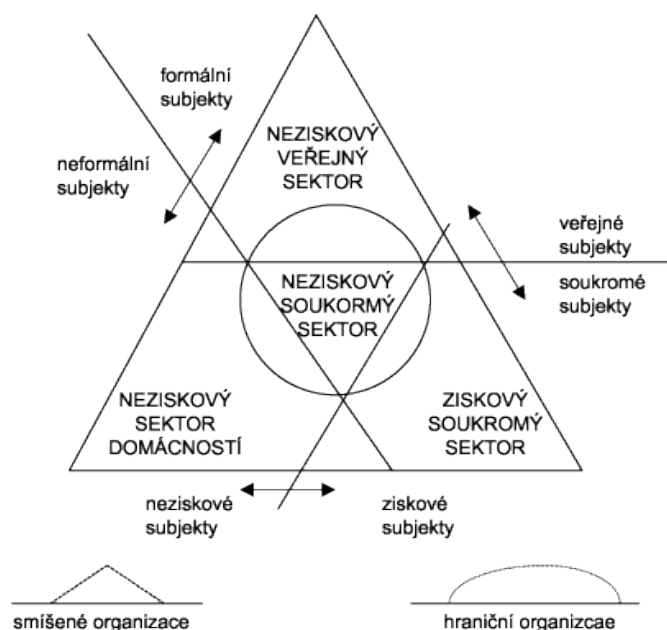 formální
subjekty
neformální
subjekty
NEZISKOVÝ
VEŘEJNÝ
SEKTOR
veřejné
subjekty
soukromé
subjekty
NEZISKOVÝ
SOUKORMÝ
SEKTOR
NEZISKOVÝ
SEKTOR
DOMÁCNOSTÍ
ZISKOVÝ
SOUKROMÝ
SEKTOR
neziskové
subjekty
ziskové
subjekty
smíšené organizace
hraniční organizcae